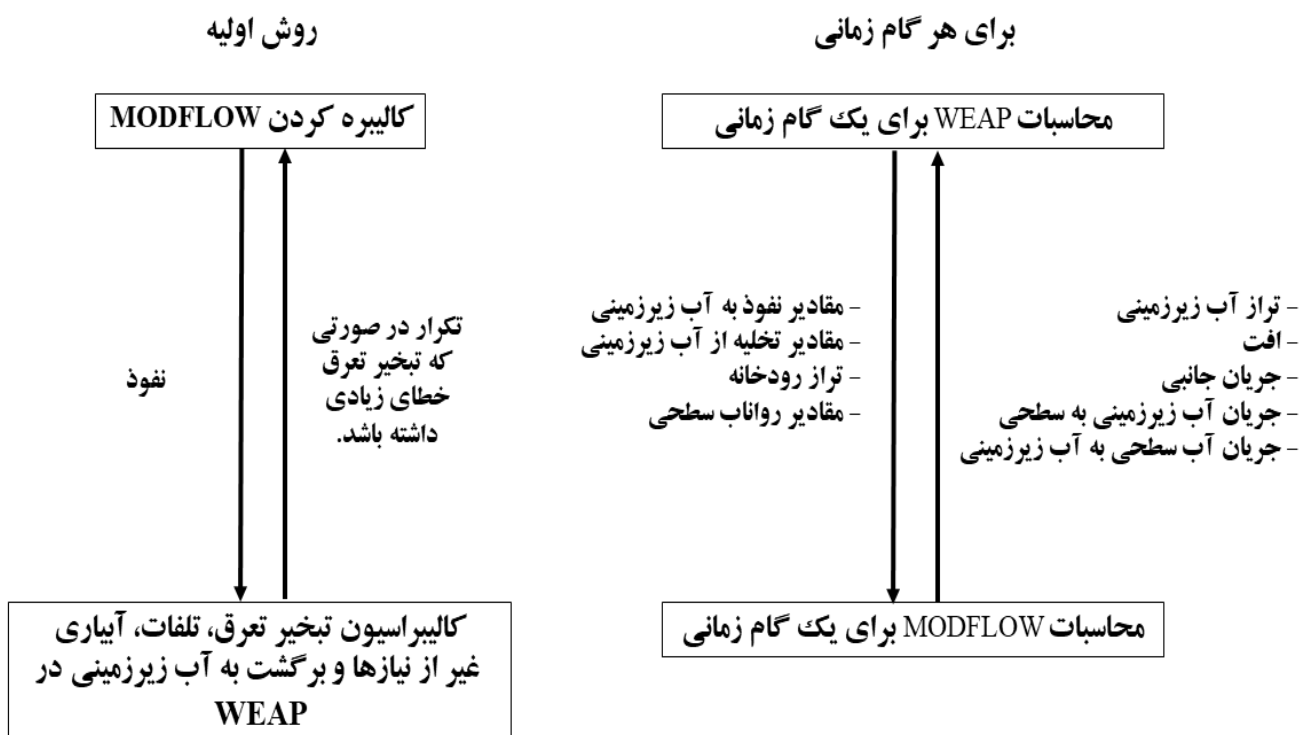 برای هر گام زمانی
محاسبات WEAP برای یک گام زمانی
- تراز آب زیرزمینی
- افت
- جریان جانبی
- جریان آب زیرزمینی به سطحی
- جریان آب سطحی به آب زیرزمینی
- مقادیر نفوذ به آب زیرزمینی
- مقادیر تخلیه از آب زیرزمینی
- تراز رودخانه
- مقادیر رواناب سطحی
محاسبات MODFLOW برای یک گام زمانی
روش اولیه
کالیبره کردن MODFLOW
تکرار در صورتی
که تبخیر تعرق
خطای زیادی
داشته باشد.
نفوذ
کالیبراسیون تبخیر تعرق، تلفات، آبیاری
غیر از نیازها و برگشت به آب زیرزمینی در
WEAP